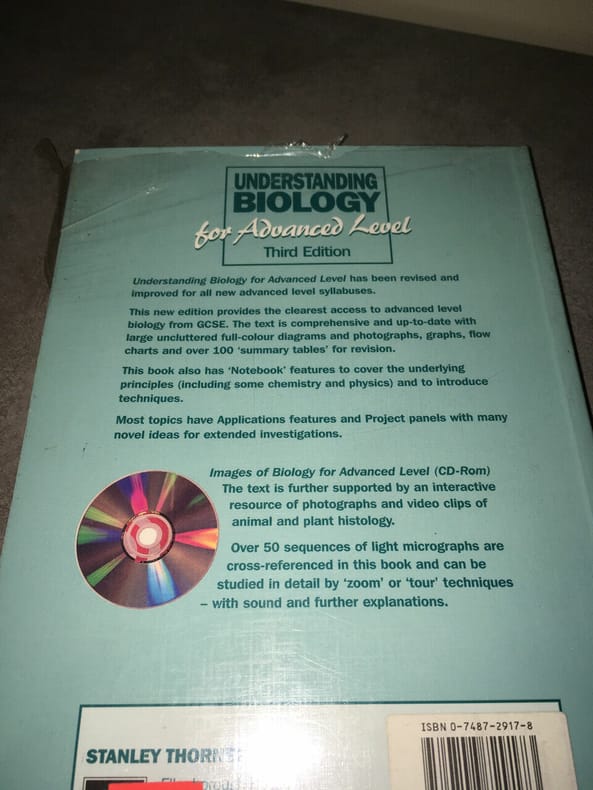 UNDERSTANDING
BIOLOGY
for Advanced Level
Third Edition
Understanding Biology for Advanced Level has been revised and
improved for all new advanced level syllabuses.
This new edition provides the clearest access to advanced level
biology from GCSE. The text is comprehensive and up-to-date with
large uncluttered full-colour diagrams and photographs, graphs, flow
charts and over 100 ‘summary tables’ for revision.
This book also has ‘Notebook’ features to cover the underlying
principles (including some chemistry and physics) and to introduce
techniques.
Most topics have Applications features and Project panels with many
novel ideas for extended investigations.
Images of Biology for Advanced Level (CD-Rom)
The text is further supported by an interactive
resource of photographs and video clips of
animal and plant histology.
Over 50 sequences of light micrographs are
cross-referenced in this book and can be
studied in detail by ‘zoom’ or ‘tour’ techniques
– with sound and further explanations.
ISBN 0-7487-2917-8
STANLEY